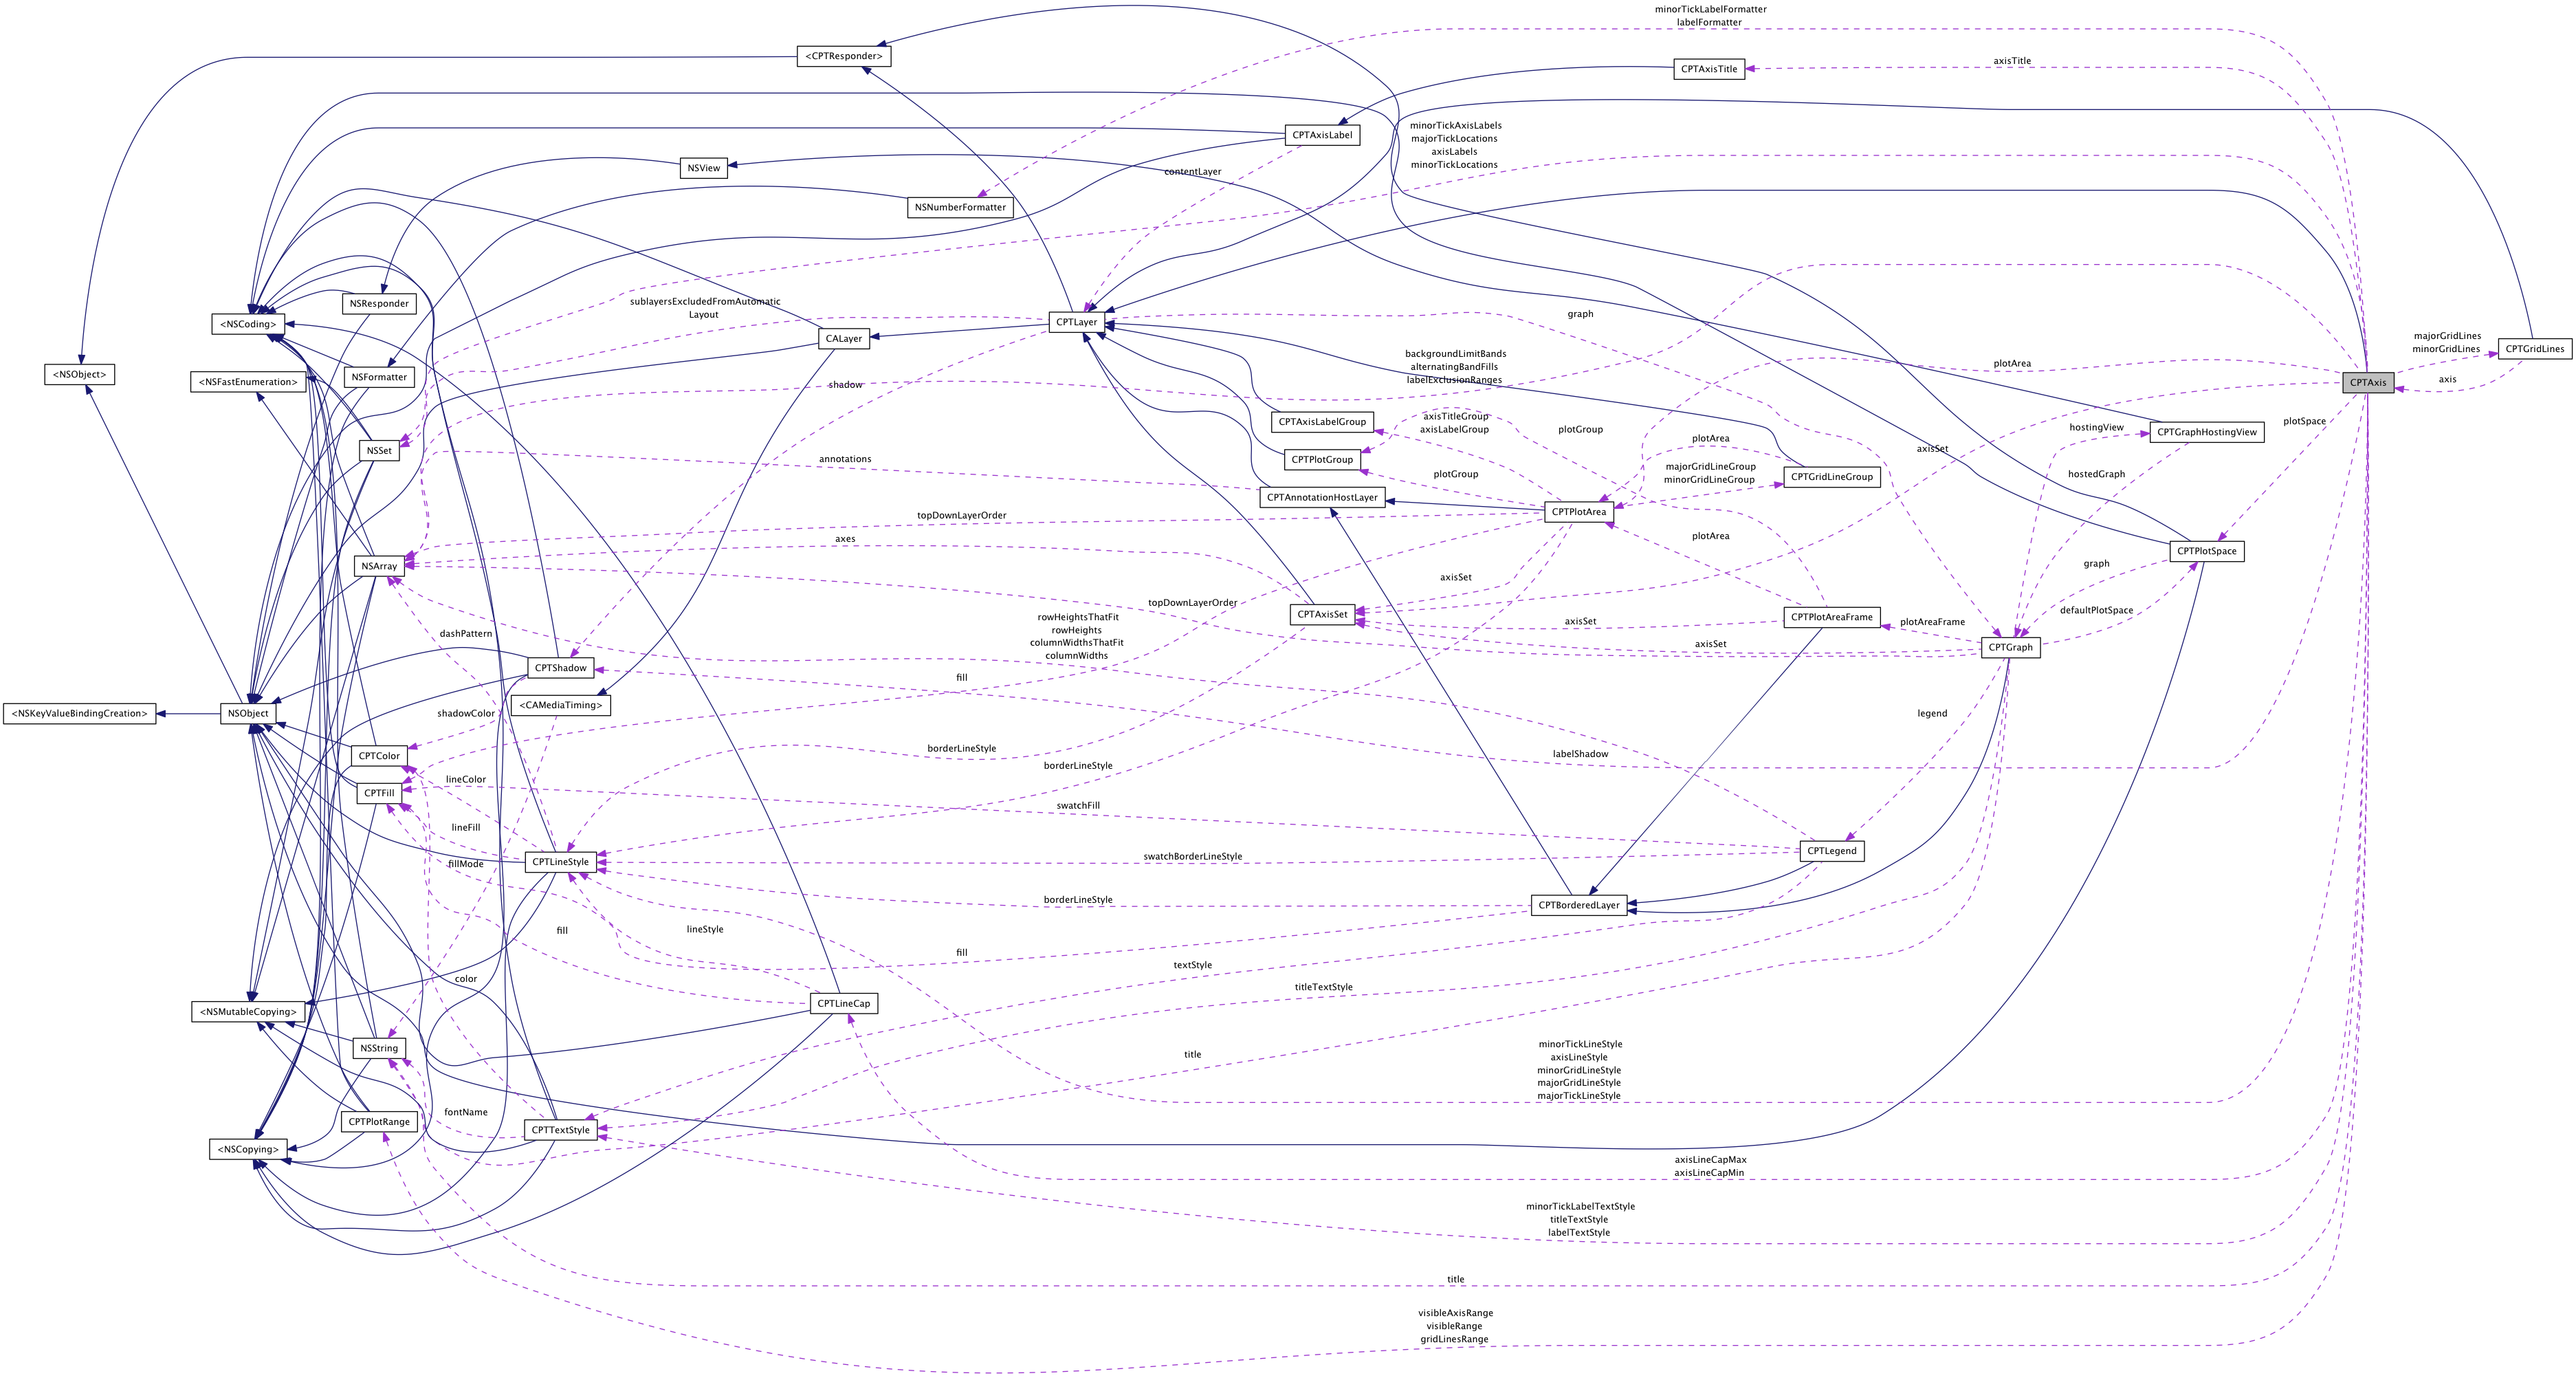 minorTickLabelFormatter
labelFormatter
<CPTResponder>
axisTitle
CPTAxisTitle
minorTickAxisLabels
majorTickLocations
axisLabels
minorTickLocations
CPTAxisLabel
NSView
contentLayer
NSNumberFormatter
NSResponder
sublayersExcludedFromAutomatic
Layout
<NSCoding>
CPTLayer
graph
CALayer
majorGridLines
minorGridLines
CPTGridLines
backgroundLimitBands
alternatingBandFills
labelExclusionRanges
plotArea
<NSObject>
<NSFastEnumeration>
NSFormatter
shadow
CPTAxis
axis
CPTAxisLabelGroup
axisTitleGroup
axisLabelGroup
plotGroup
plotSpace
hostingView
CPTGraphHostingView
NSSet
annotations
CPTPlotGroup
plotGroup
plotArea
axisSet
majorGridLineGroup
minorGridLineGroup
CPTGridLineGroup
hostedGraph
CPTAnnotationHostLayer
CPTPlotArea
topDownLayerOrder
axes
plotArea
CPTPlotSpace
NSArray
graph
axisSet
topDownLayerOrder
defaultPlotSpace
CPTAxisSet
axisSet
CPTPlotAreaFrame
plotAreaFrame
rowHeightsThatFit
rowHeights
columnWidthsThatFit
columnWidths
dashPattern
axisSet
CPTGraph
CPTShadow
fill
<CAMediaTiming>
<NSKeyValueBindingCreation>
NSObject
shadowColor
legend
CPTColor
borderLineStyle
labelShadow
borderLineStyle
lineColor
CPTFill
swatchFill
lineFill
fillMode
CPTLineStyle
swatchBorderLineStyle
CPTLegend
borderLineStyle
CPTBorderedLayer
fill
lineStyle
fill
textStyle
color
titleTextStyle
CPTLineCap
<NSMutableCopying>
NSString
title
minorTickLineStyle
axisLineStyle
minorGridLineStyle
majorGridLineStyle
majorTickLineStyle
CPTPlotRange
fontName
CPTTextStyle
<NSCopying>
axisLineCapMax
axisLineCapMin
minorTickLabelTextStyle
titleTextStyle
labelTextStyle
title
visibleAxisRange
visibleRange
gridLinesRange